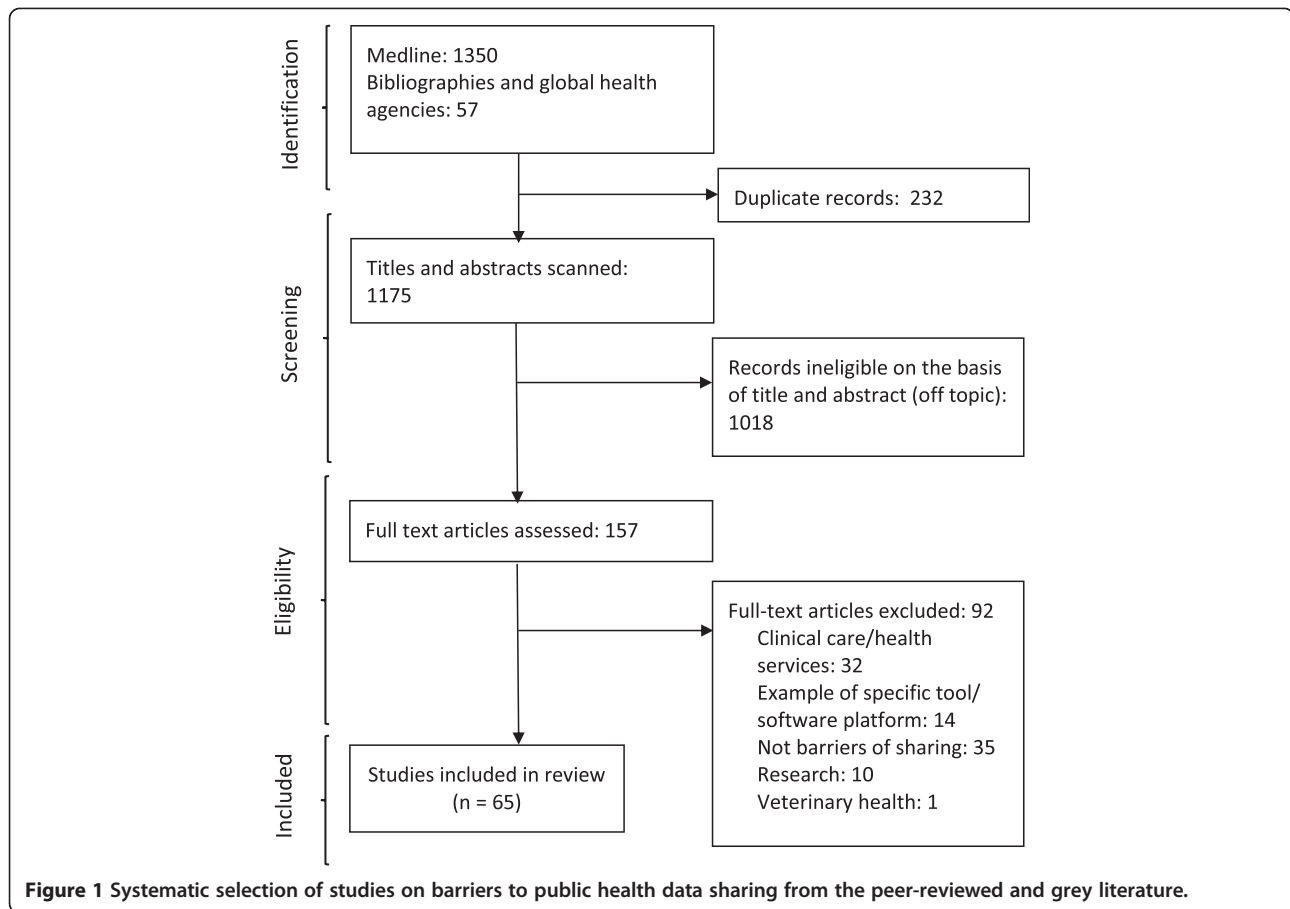 Identification
Medline: 1350
Bibliographies and global health
agencies: 57
Duplicate records: 232
Screening
Titles and abstracts scanned:
1175
Records ineligible on the basis
of title and abstract (off topic):
1018
Eligibility
Full text articles assessed: 157
Full-text articles excluded: 92
Clinical care/health
services: 32
Example of specific tool/
software platform: 14
Not barriers of sharing: 35
Research: 10
Veterinary health: 1
Included
Studies included in review
(n = 65)
Figure 1 Systematic selection of studies on barriers to public health data sharing from the peer-reviewed and grey literature.